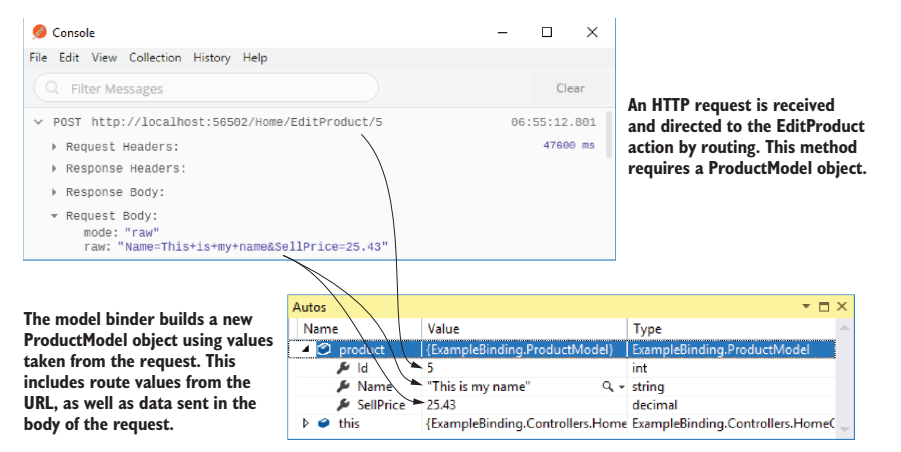 Console
File Edit View Collection History Help
Filter Messages
Clear
POST http://localhost:56502/Home/EditProduct/5 06:55:12.801
Request Headers: 47600 ms
Response Headers:
Response Body:
Request Body:
mode: "raw"
raw: "Name=This+is+my+name&SellPrice=25.43"
An HTTP request is received
and directed to the EditProduct
action by routing. This method
requires a ProductModel object.
The model binder builds a new
ProductModel object using values
taken from the request. This
includes route values from the
URL, as well as data sent in the
body of the request.
Autos
Name Value Type
product {ExampleBinding.ProductModel} ExampleBinding.ProductModel
Id 5 int
Name "This is my name" string
SellPrice 25.43 decimal
this {ExampleBinding.Controllers.Home ExampleBinding.Controllers.HomeC